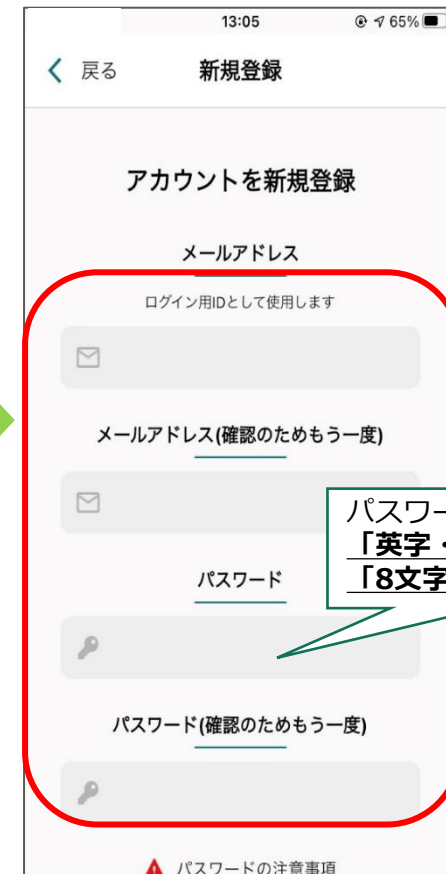 13:05
65%
戻る
新規登録
アカウントを新規登録
メールアドレス
ログイン用IDとして使用します
メールアドレス(確認のためもう一度)
パスワー
「英字・
「8文字
パスワード
パスワード(確認のためもう一度)
パスワードの注意事項